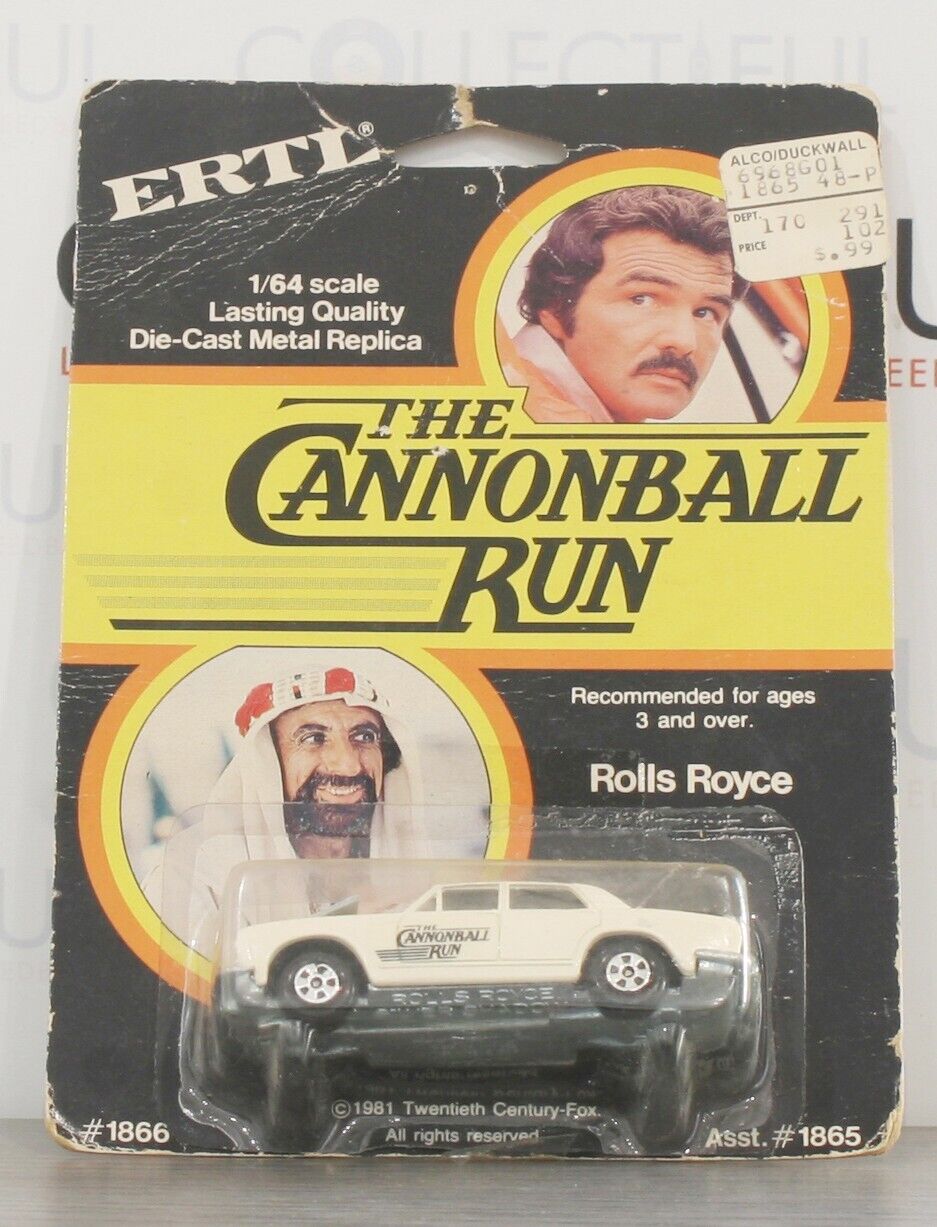 COLLECTIFUL
ERTL®
ALCO/DUCKWALL
6968G01
1865 48-P
DEPT. 170 291
102
PRICE $.99
1/64 scale
Lasting Quality
Die-Cast Metal Replica
THE
CANNONBALL
RUN
Recommended for ages
3 and over.
Rolls Royce
THE
CANNONBALL
RUN
ROLLS ROYCE
©1981 Twentieth Century-Fox.
All rights reserved
#1866
Asst. #1865